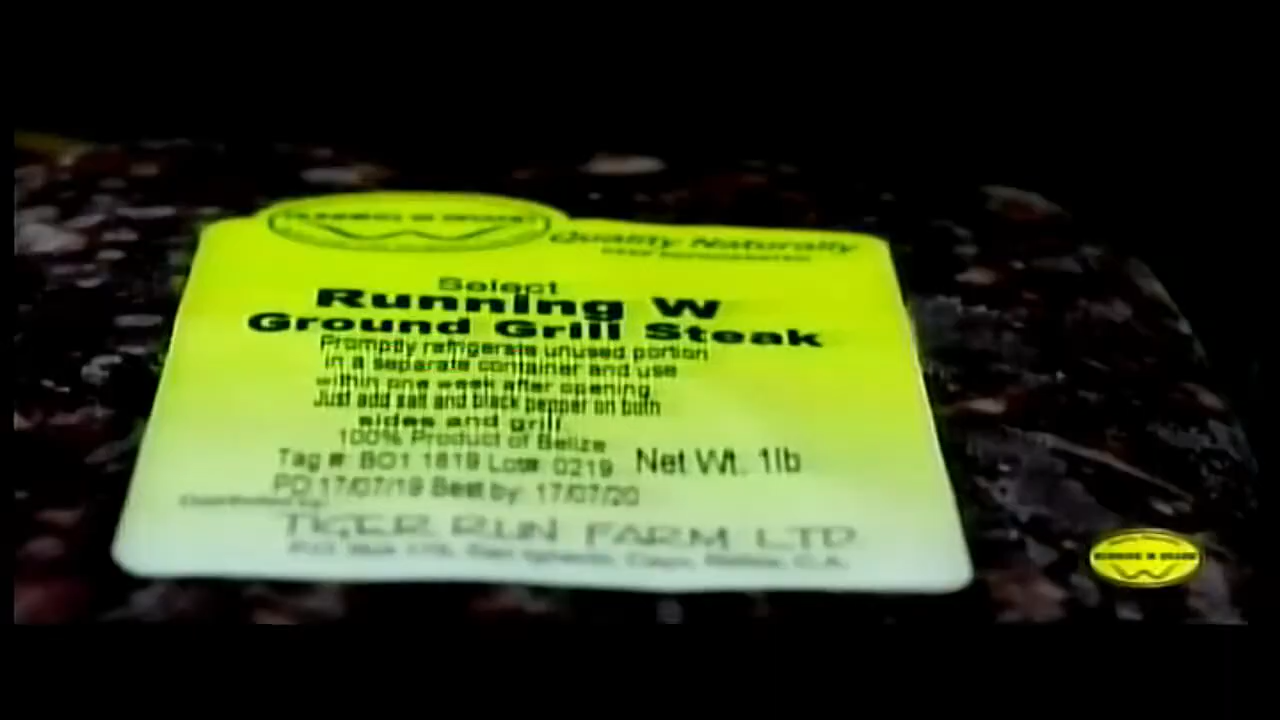 Quality Naturally
Select
Running W
Ground Grill Steak
Promptly refrigerate unused portion
in a separate container and use
within one week after opening
Just add salt and black pepper on both
sides and grill.
100% Product of Belize
Tag #: BO1 1819 Lot#: 0219 Net Wt. 1lb
PD 17/07/19 Best by: 17/07/20
Distributed by:
TIGER RUN FARM LTD